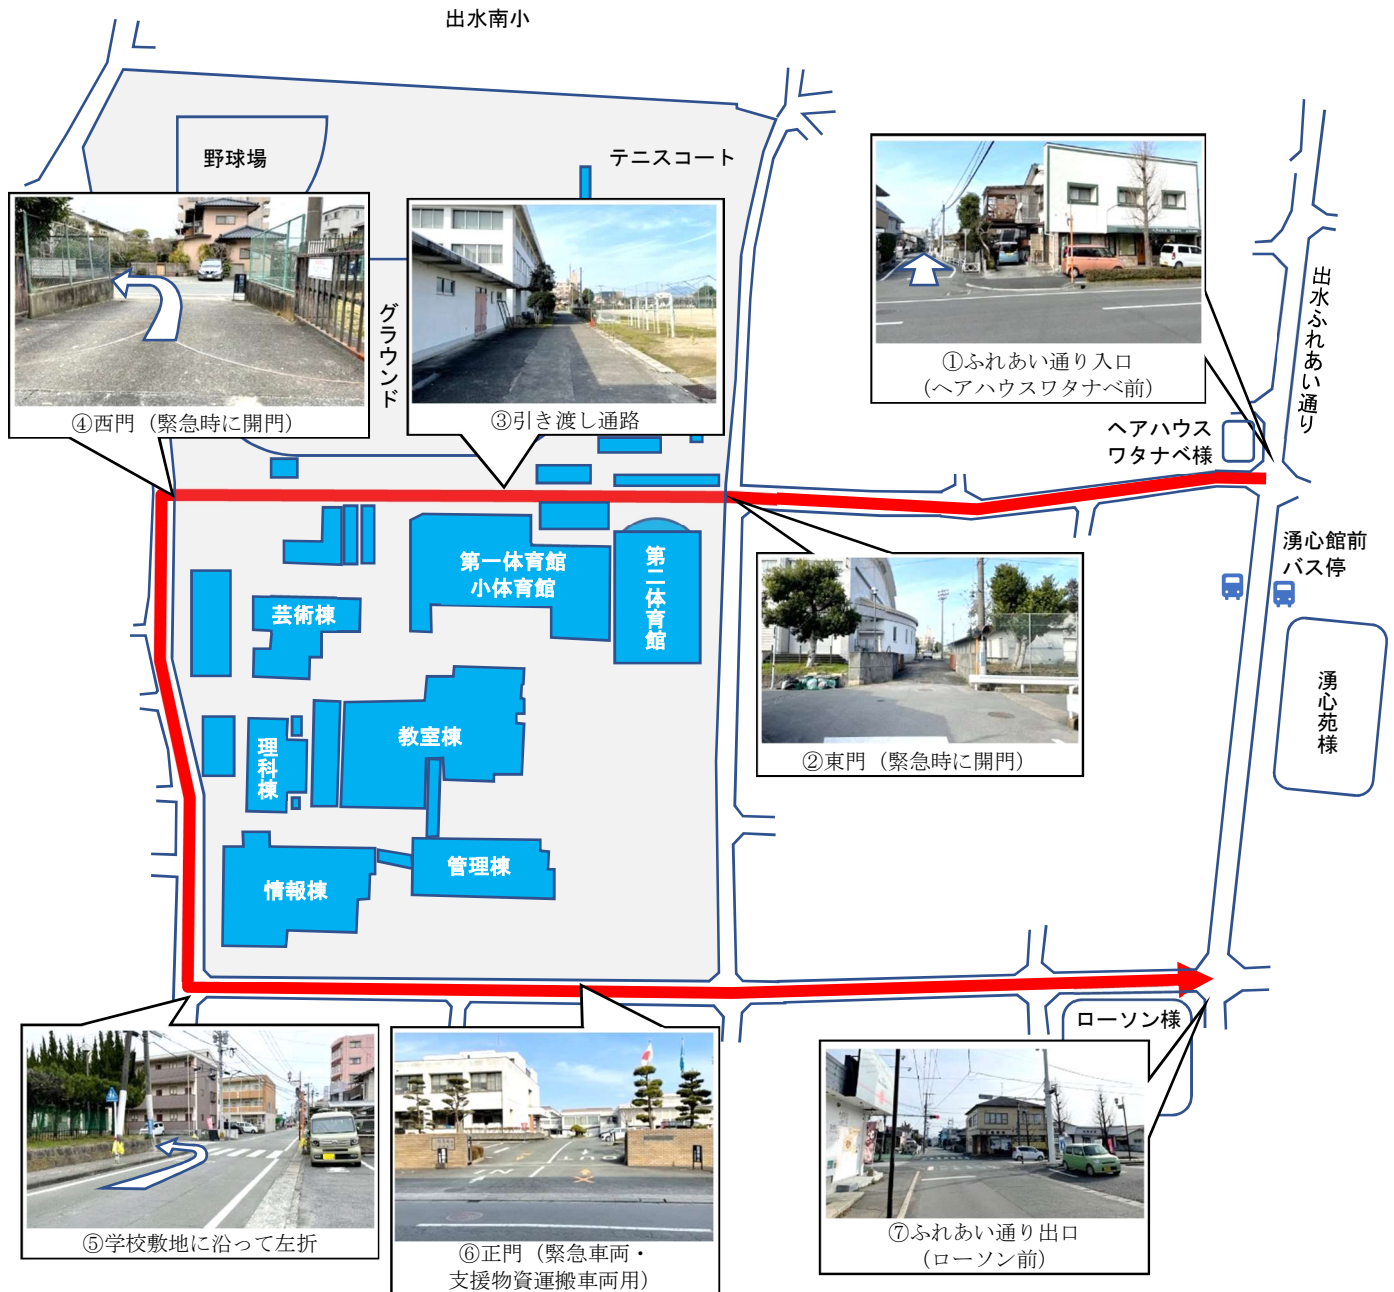 出水南小
野球場
テニスコート
グラウンド
④西門（緊急時に開門）
③引き渡し通路
①ふれあい通り入口
（ヘアハウスワタナベ前）
出水ふれあい通り
ヘアハウス
ワタナベ様
湧心館前
バス停
湧心苑様
②東門（緊急時に開門）
第一体育館
小体育館
第二体育館
芸術棟
教室棟
理科棟
管理棟
情報棟
ローソン様
⑤学校敷地に沿って左折
⑥正門（緊急車両・
支援物資運搬車両用）
⑦ふれあい通り出口
（ローソン前）